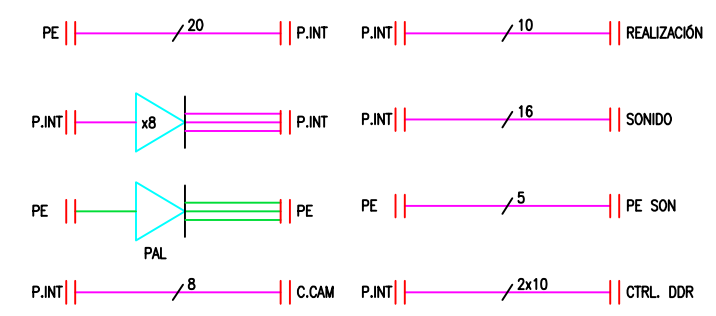 PE 20 P.INT
P.INT 10 REALIZACIÓN
P.INT x8 P.INT
P.INT 16 SONIDO
PE PE
PAL
PE 5 PE SON
P.INT 8 C.CAM
P.INT 2x10 CTRL. DDR